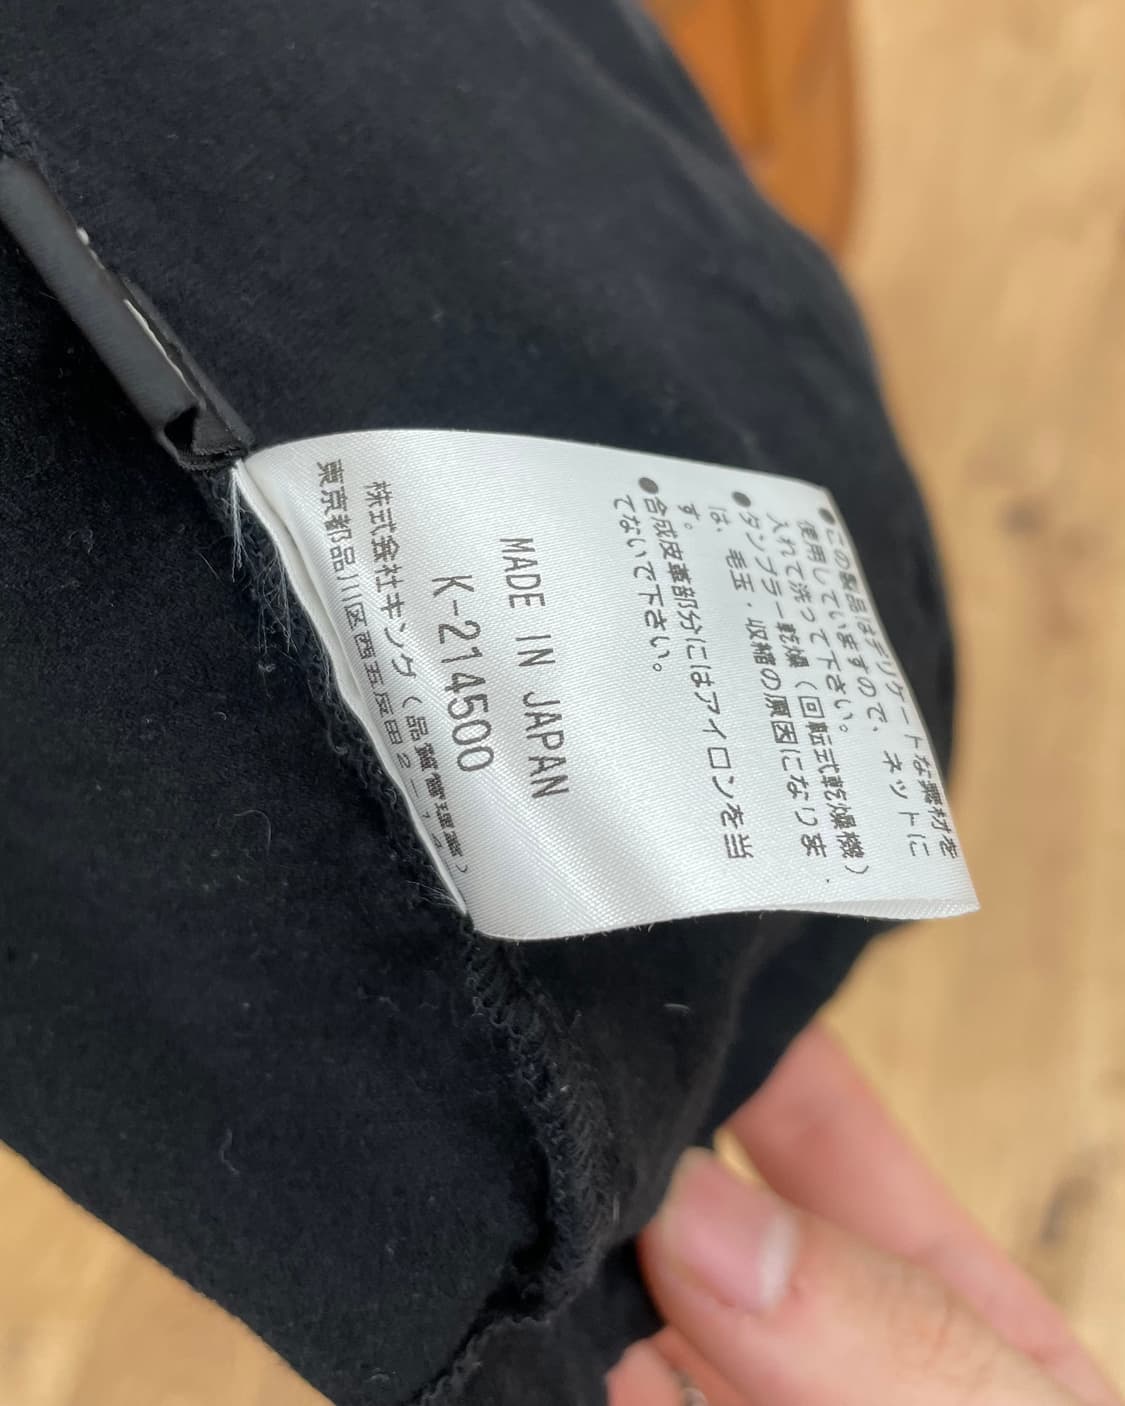 ●この製品はデリケートな素材を
使用していますので、ネットに
入れて洗って下さい。
●タンブラー乾燥（回転式乾燥機）
は、毛玉・収縮の原因になりま
す。
●合成皮革部分にはアイロンを当
てないで下さい。
MADE IN JAPAN
K-214500
株式会社キング（品質管理室）
東京都品川区西五反田2-14